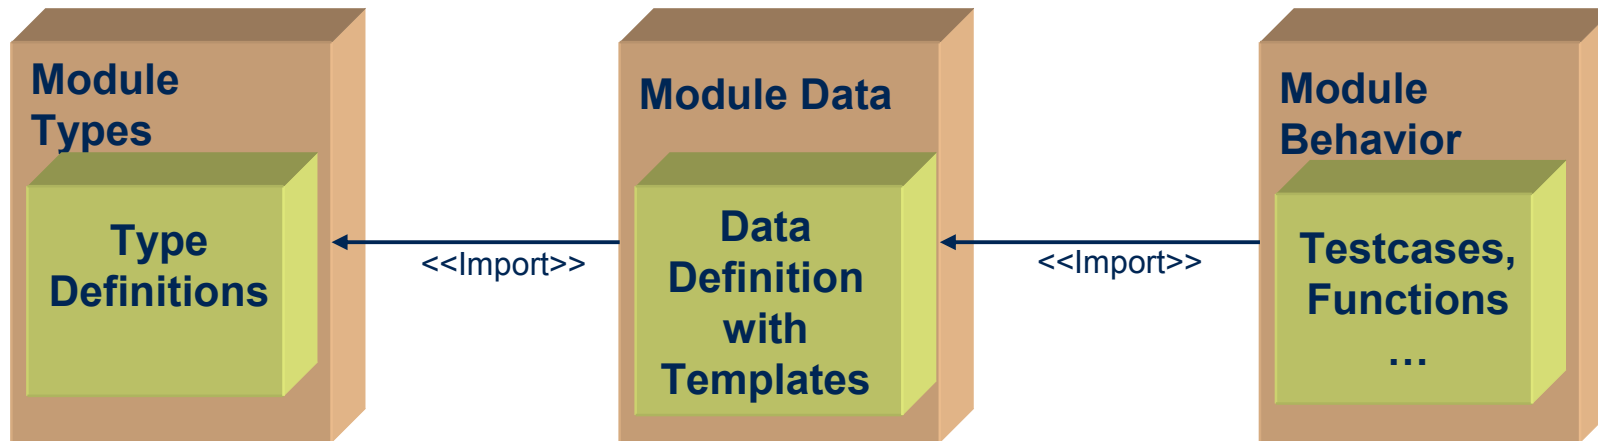 Module
Types
Type
Definitions
<<Import>>
Module Data
Data
Definition
with
Templates
<<Import>>
Module
Behavior
Testcases,
Functions
…